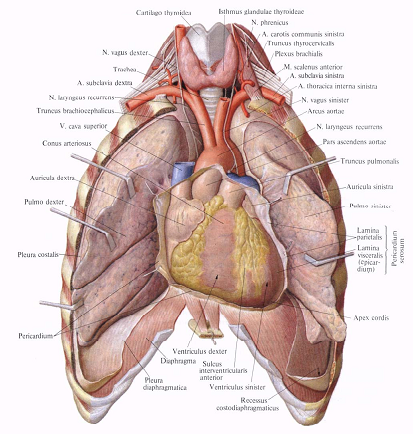 Cartilago thyroidea
Isthmus glandulae thyroideae
N. phrenicus
A. carotis communis sinistra
Truncus thyrocervicalis
Plexus brachialis
M. scalenus anterior
A. subclavia sinistra
A. thoracica interna sinistra
N. vagus sinister
Arcus aortae
N. laryngeus recurrens
Pars ascendens aortae
Truncus pulmonalis
Auricula sinistra
Pulmo sinister
Lamina
parietalis
Lamina
visceralis
(epicar-
dium)
Pericardium
serosum
Apex cordis
N. vagus dexter
Trachea
A. subclavia dextra
N. laryngeus recurrens
Truncus brachiocephalicus
V. cava superior
Conus arteriosus
Auricula dextra
Pulmo dexter
Pleura costalis
Pericardium
Ventriculus dexter
Diaphragma
Sulcus
interventricularis
anterior
Pleura
diaphragmatica
Ventriculus sinister
Recessus
costodiaphragmaticus